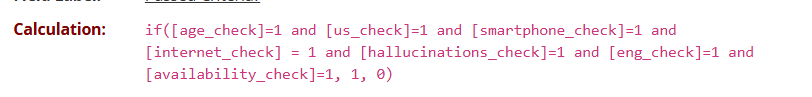 Calculation: if([age_check]=1 and [us_check]=1 and [smartphone_check]=1 and
[internet_check] = 1 and [hallucinations_check]=1 and [eng_check]=1 and
[availability_check]=1, 1, 0)